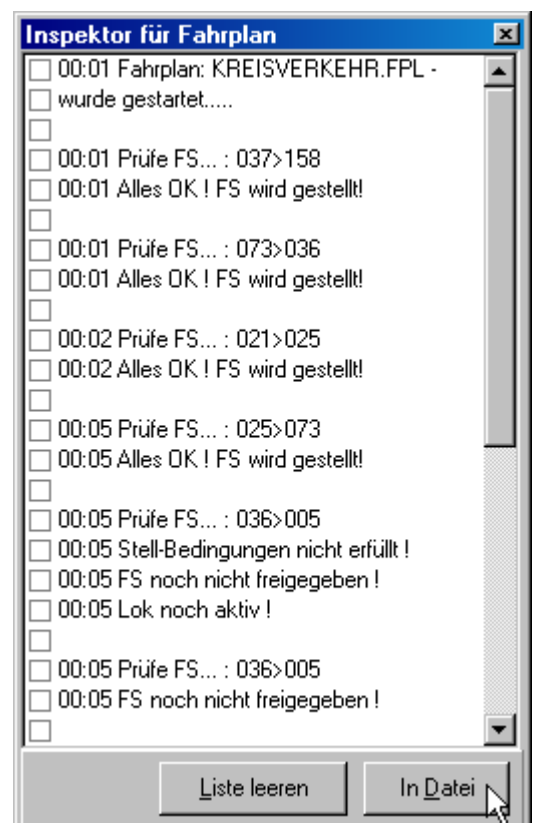 Inspektor für Fahrplan
00:01 Fahrplan: KREISVERKEHR.FPL -
wurde gestartet.....
00:01 Prüfe FS... : 037>158
00:01 Alles OK ! FS wird gestellt!
00:01 Prüfe FS... : 073>036
00:01 Alles OK ! FS wird gestellt!
00:02 Prüfe FS... : 021>025
00:02 Alles OK ! FS wird gestellt!
00:05 Prüfe FS... : 025>073
00:05 Alles OK ! FS wird gestellt!
00:05 Prüfe FS... : 036>005
00:05 Stell-Bedingungen nicht erfüllt !
00:05 FS noch nicht freigegeben !
00:05 Lok noch aktiv !
00:05 Prüfe FS... : 036>005
00:05 FS noch nicht freigegeben !
Liste leeren In Datei